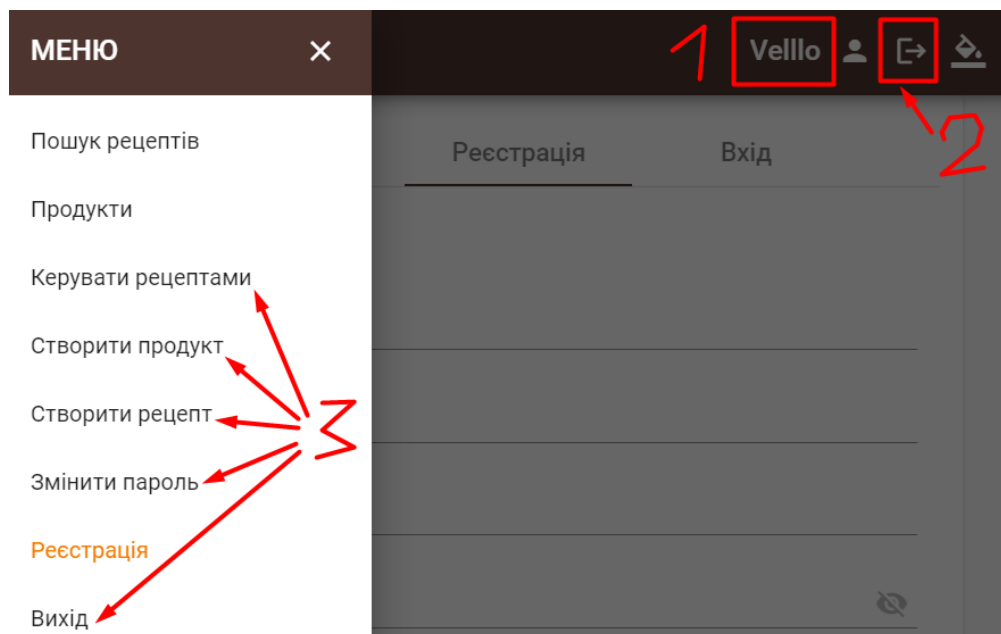 МЕНЮ
1 Velllo
2
Пошук рецептів
Реєстрація Вхід
Продукти
Керувати рецептами
Створити продукт
Створити рецепт
3
Змінити пароль
Реєстрація
Вихід